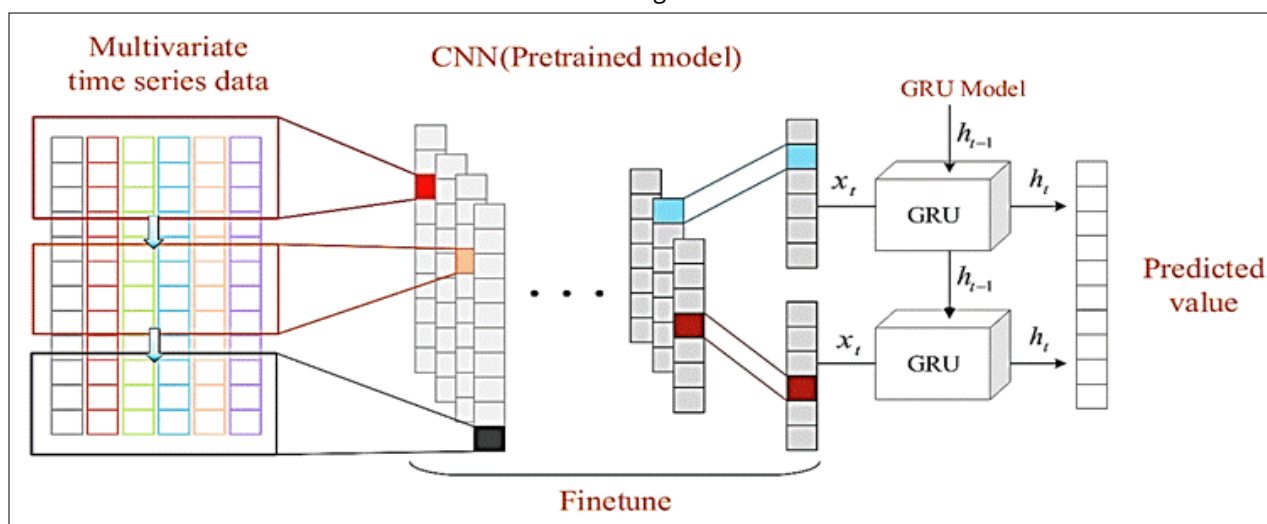 Multivariate
time series data
CNN(Pretrained model)
GRU Model
h_{t-1}
x_t
GRU
h_t
h_{t-1}
Predicted
value
x_t
GRU
h_t
Finetune